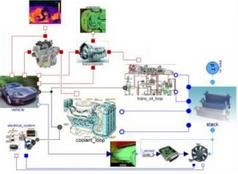 trans_oil_loop
vehicle
stack
electrical_system
coolant_loop